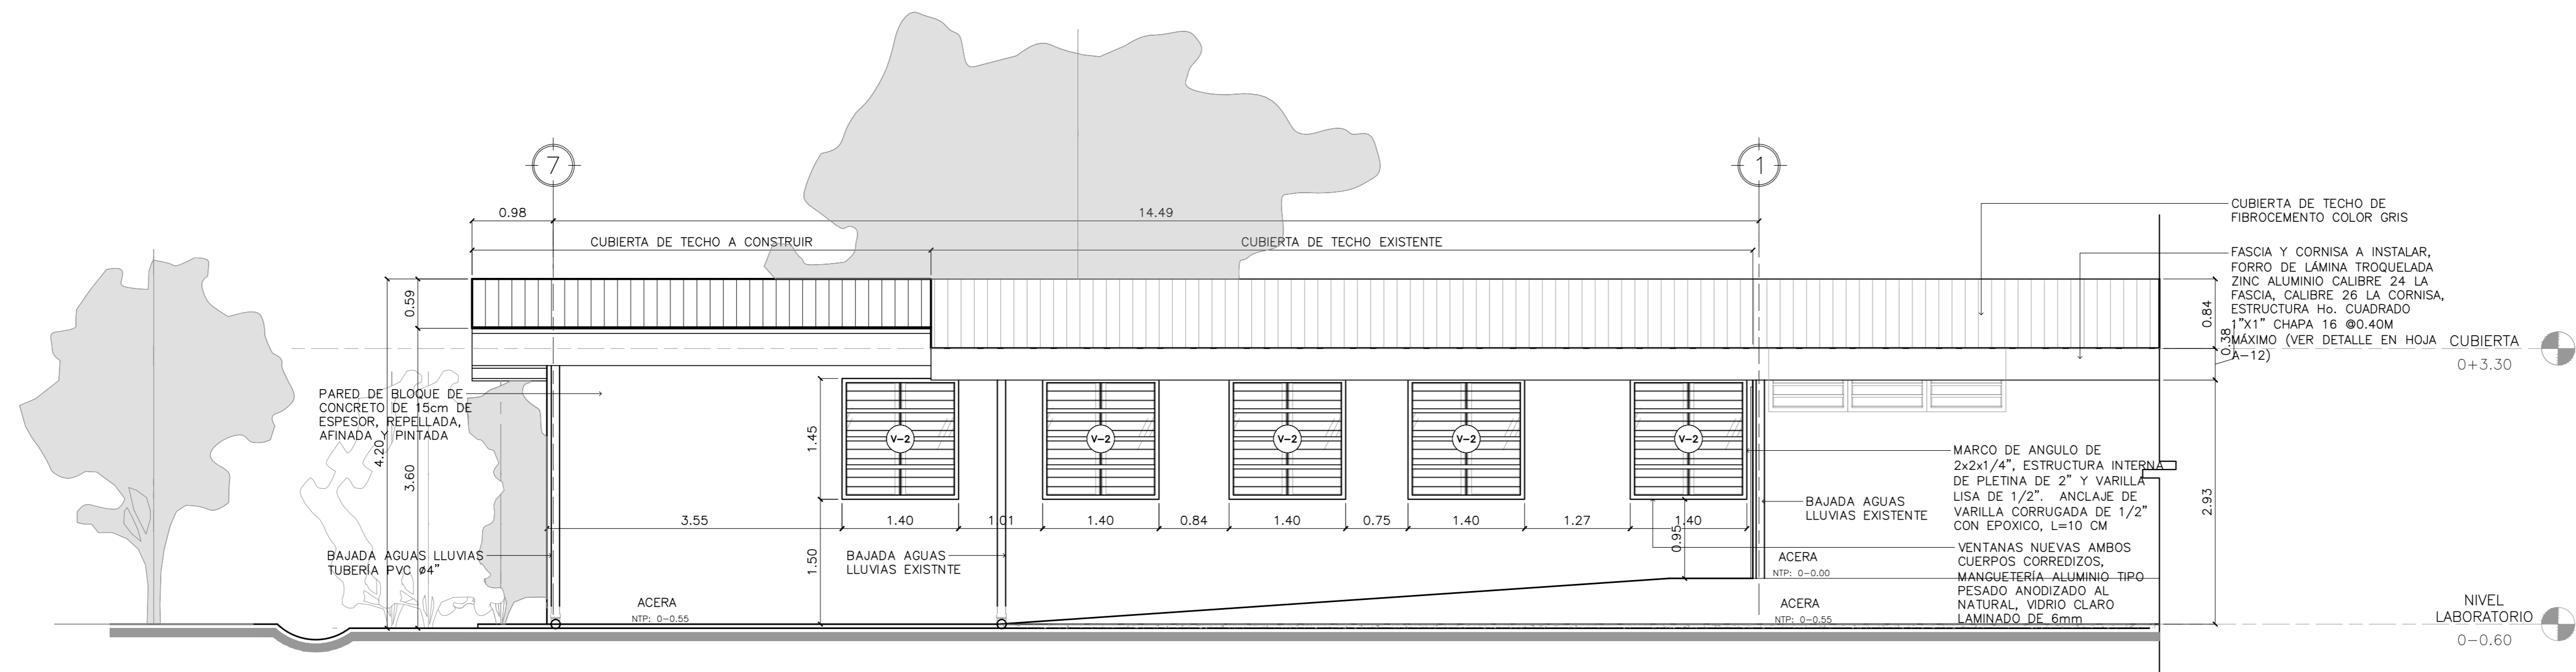 7
1
0.98
14.49
CUBIERTA DE TECHO A CONSTRUIR
CUBIERTA DE TECHO EXISTENTE
CUBIERTA DE TECHO DE
FIBROCEMENTO COLOR GRIS
FASCIA Y CORNISA A INSTALAR,
FORRO DE LÁMINA TROQUELADA
ZINC ALUMINIO CALIBRE 24 LA
FASCIA, CALIBRE 26 LA CORNISA,
ESTRUCTURA Ho. CUADRADO
1"X1" CHAPA 16 @0.40M
MÁXIMO (VER DETALLE EN HOJA
A-12)
0.59
0.84
0.38
CUBIERTA
0+3.30
PARED DE BLOQUE DE
CONCRETO DE 15cm DE
ESPESOR, REPELLADA,
AFINADA Y PINTADA
4.20
3.60
1.45
V-2
V-2
V-2
V-2
V-2
MARCO DE ANGULO DE
2x2x1/4", ESTRUCTURA INTERNA
DE PLETINA DE 2" Y VARILLA
LISA DE 1/2". ANCLAJE DE
VARILLA CORRUGADA DE 1/2"
CON EPOXICO, L=10 CM
2.93
BAJADA AGUAS
LLUVIAS EXISTENTE
3.55
1.40
1.01
1.40
0.84
1.40
0.75
1.40
1.27
1.40
0.95
1.50
BAJADA AGUAS LLUVIAS
TUBERÍA PVC ø4"
BAJADA AGUAS
LLUVIAS EXISTNTE
ACERA
NTP: 0-0.00
VENTANAS NUEVAS AMBOS
CUERPOS CORREDIZOS,
MANGUETERÍA ALUMINIO TIPO
PESADO ANODIZADO AL
NATURAL, VIDRIO CLARO
LAMINADO DE 6mm
ACERA
NTP: 0-0.55
ACERA
NTP: 0-0.55
NIVEL
LABORATORIO
0-0.60